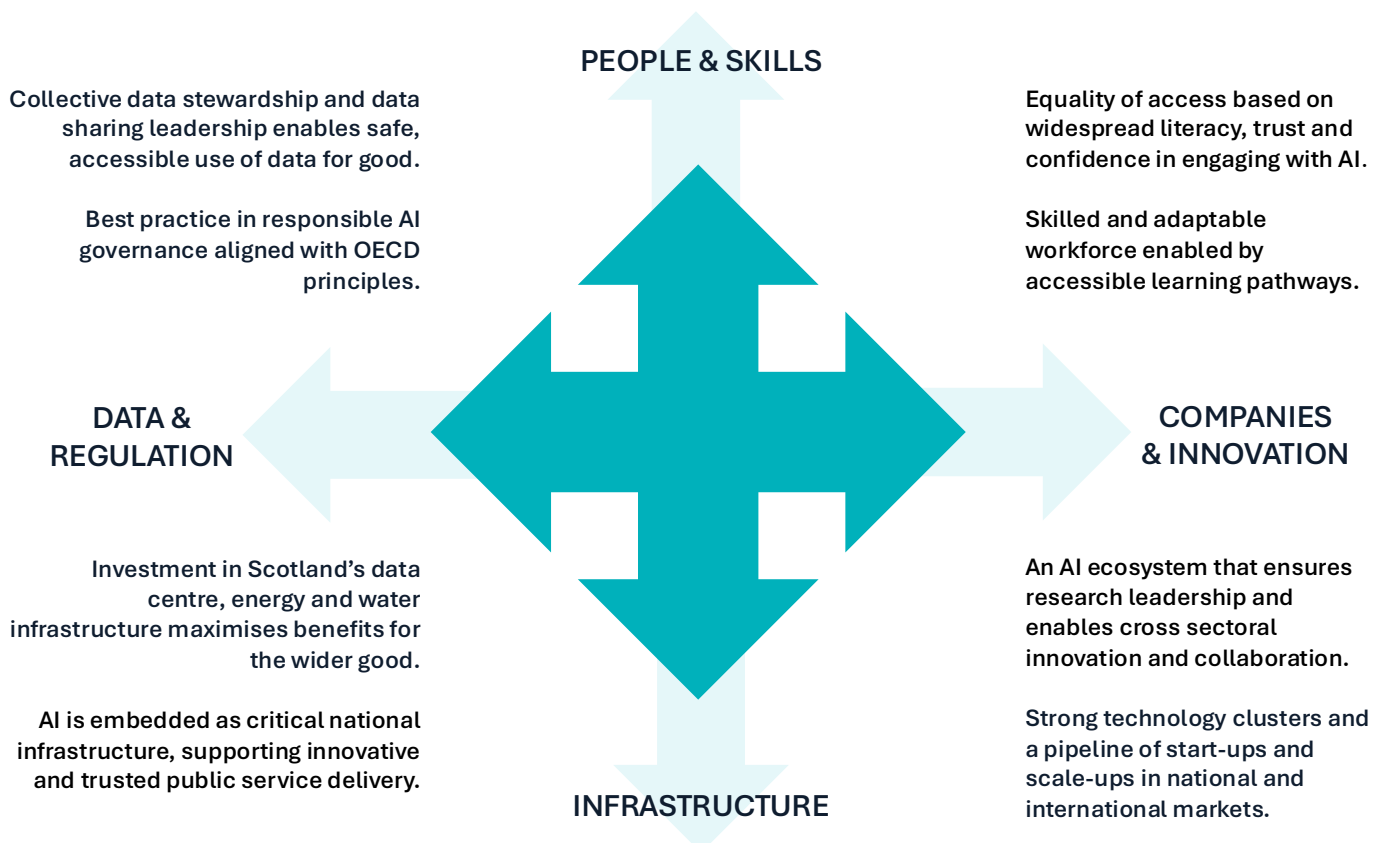 PEOPLE & SKILLS
Collective data stewardship and data
sharing leadership enables safe,
accessible use of data for good.
Best practice in responsible AI
governance aligned with OECD
principles.
Equality of access based on
widespread literacy, trust and
confidence in engaging with AI.
Skilled and adaptable
workforce enabled by
accessible learning pathways.
DATA &
REGULATION
COMPANIES
& INNOVATION
Investment in Scotland’s data
centre, energy and water
infrastructure maximises benefits for
the wider good.
AI is embedded as critical national
infrastructure, supporting innovative
and trusted public service delivery.
An AI ecosystem that ensures
research leadership and
enables cross sectoral
innovation and collaboration.
Strong technology clusters and
a pipeline of start-ups and
scale-ups in national and
international markets.
INFRASTRUCTURE